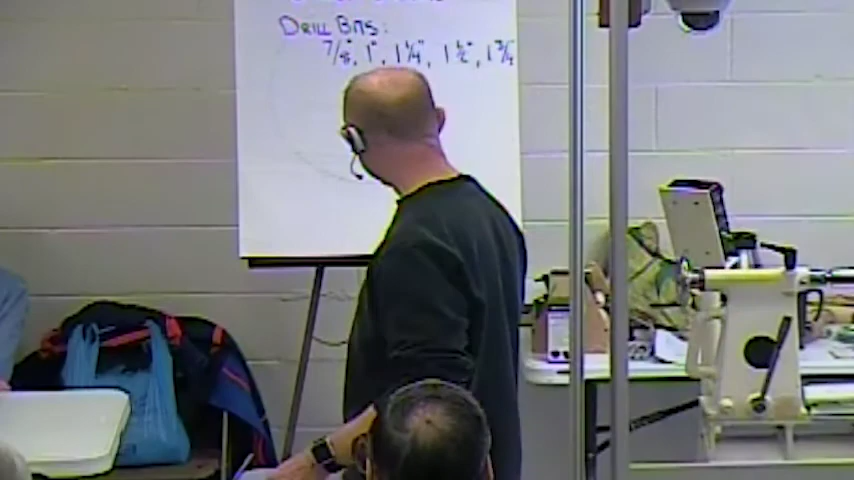 Drill Bits:
7/8", 1", 1 1/4", 1 1/2", 1 3/4